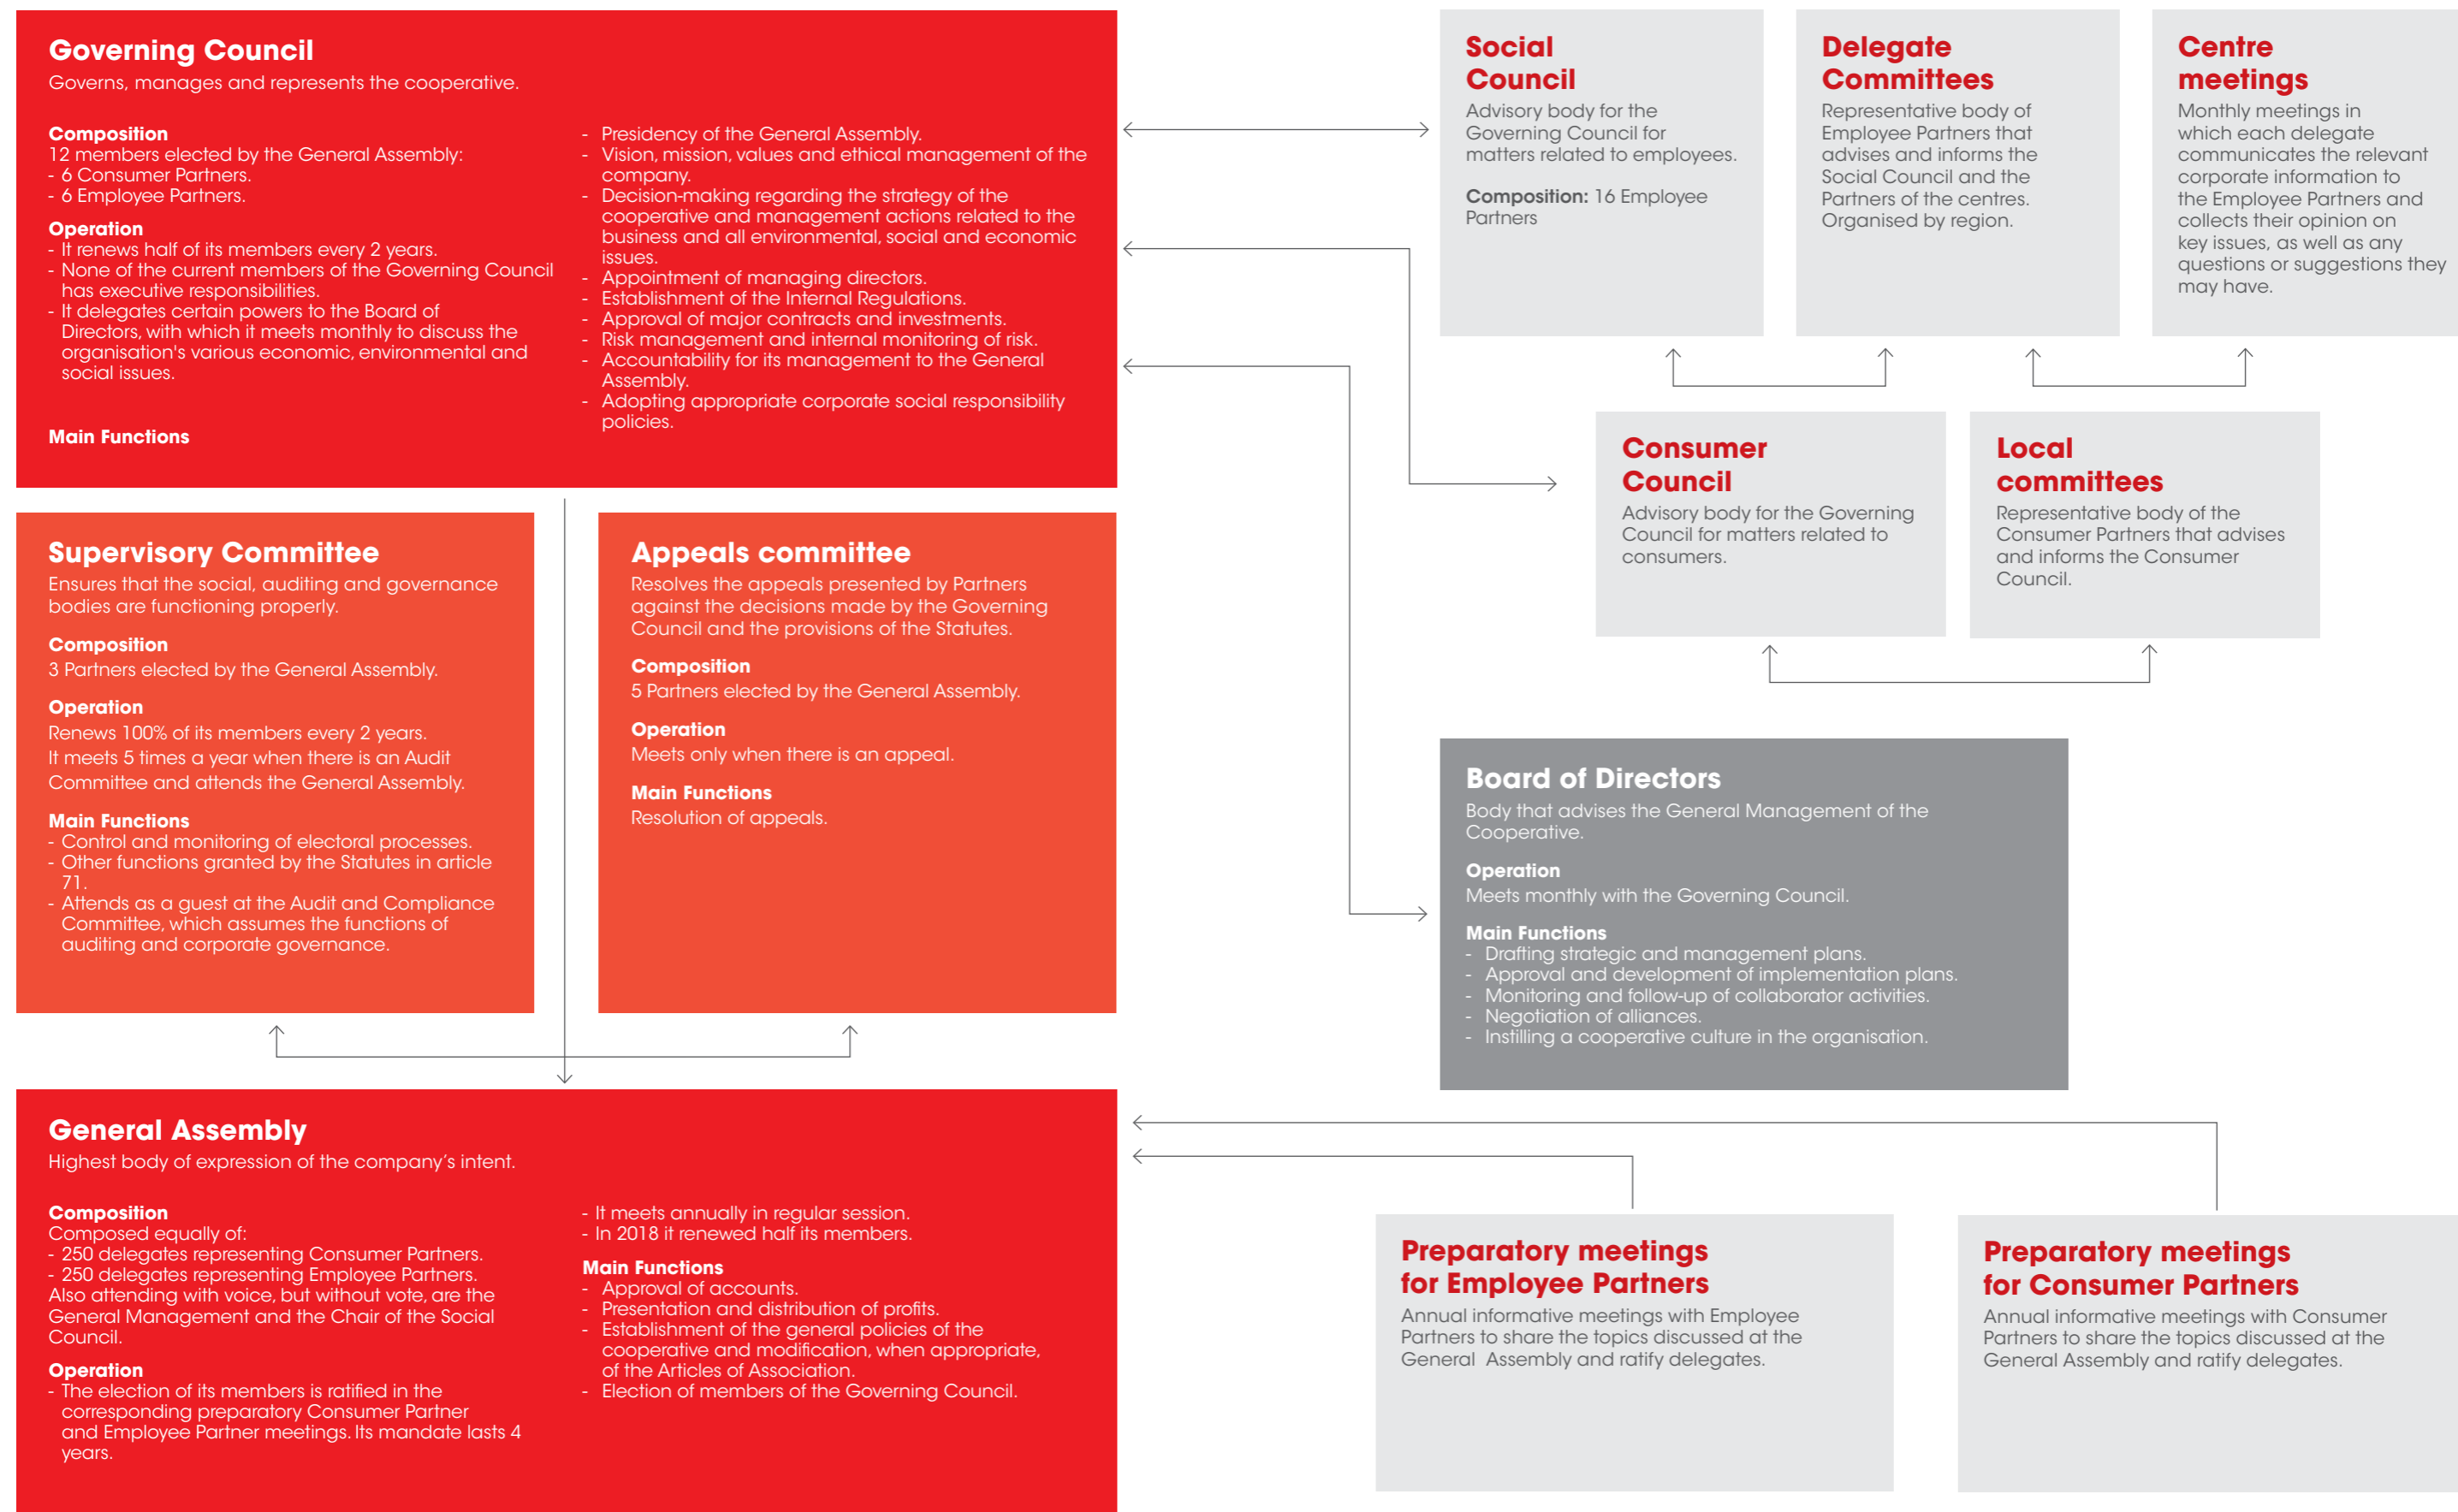 Governing Council
Governs, manages and represents the cooperative.
Composition
12 members elected by the General Assembly:
- 6 Consumer Partners.
- 6 Employee Partners.
Operation
- It renews half of its members every 2 years.
- None of the current members of the Governing Council
has executive responsibilities.
- It delegates certain powers to the Board of
Directors, with which it meets monthly to discuss the
organisation's various economic, environmental and
social issues.
Main Functions
- Presidency of the General Assembly.
- Vision, mission, values and ethical management of the
company.
- Decision-making regarding the strategy of the
cooperative and management actions related to the
business and all environmental, social and economic
issues.
- Appointment of managing directors.
- Establishment of the Internal Regulations.
- Approval of major contracts and investments.
- Risk management and internal monitoring of risk.
- Accountability for its management to the General
Assembly.
- Adopting appropriate corporate social responsibility
policies.
Social
Council
Advisory body for the
Governing Council for
matters related to employees.
Composition: 16 Employee
Partners
Delegate
Committees
Representative body of
Employee Partners that
advises and informs the
Social Council and the
Partners of the centres.
Organised by region.
Centre
meetings
Monthly meetings in
which each delegate
communicates the relevant
corporate information to
the Employee Partners and
collects their opinion on
key issues, as well as any
questions or suggestions they
may have.
Consumer
Council
Advisory body for the Governing
Council for matters related to
consumers.
Local
committees
Representative body of the
Consumer Partners that advises
and informs the Consumer
Council.
Supervisory Committee
Ensures that the social, auditing and governance
bodies are functioning properly.
Composition
3 Partners elected by the General Assembly.
Operation
Renews 100% of its members every 2 years.
It meets 5 times a year when there is an Audit
Committee and attends the General Assembly.
Main Functions
- Control and monitoring of electoral processes.
- Other functions granted by the Statutes in article
71.
- Attends as a guest at the Audit and Compliance
Committee, which assumes the functions of
auditing and corporate governance.
Appeals committee
Resolves the appeals presented by Partners
against the decisions made by the Governing
Council and the provisions of the Statutes.
Composition
5 Partners elected by the General Assembly.
Operation
Meets only when there is an appeal.
Main Functions
Resolution of appeals.
Board of Directors
Body that advises the General Management of the
Cooperative.
Operation
Meets monthly with the Governing Council.
Main Functions
- Drafting strategic and management plans.
- Approval and development of implementation plans.
- Monitoring and follow-up of collaborator activities.
- Negotiation of alliances.
- Instilling a cooperative culture in the organisation.
General Assembly
Highest body of expression of the company's intent.
Composition
Composed equally of:
- 250 delegates representing Consumer Partners.
- 250 delegates representing Employee Partners.
Also attending with voice, but without vote, are the
General Management and the Chair of the Social
Council.
Operation
- The election of its members is ratified in the
corresponding preparatory Consumer Partner
and Employee Partner meetings. Its mandate lasts 4
years.
- It meets annually in regular session.
- In 2018 it renewed half its members.
Main Functions
- Approval of accounts.
- Presentation and distribution of profits.
- Establishment of the general policies of the
cooperative and modification, when appropriate,
of the Articles of Association.
- Election of members of the Governing Council.
Preparatory meetings
for Employee Partners
Annual informative meetings with Employee
Partners to share the topics discussed at the
General Assembly and ratify delegates.
Preparatory meetings
for Consumer Partners
Annual informative meetings with Consumer
Partners to share the topics discussed at the
General Assembly and ratify delegates.